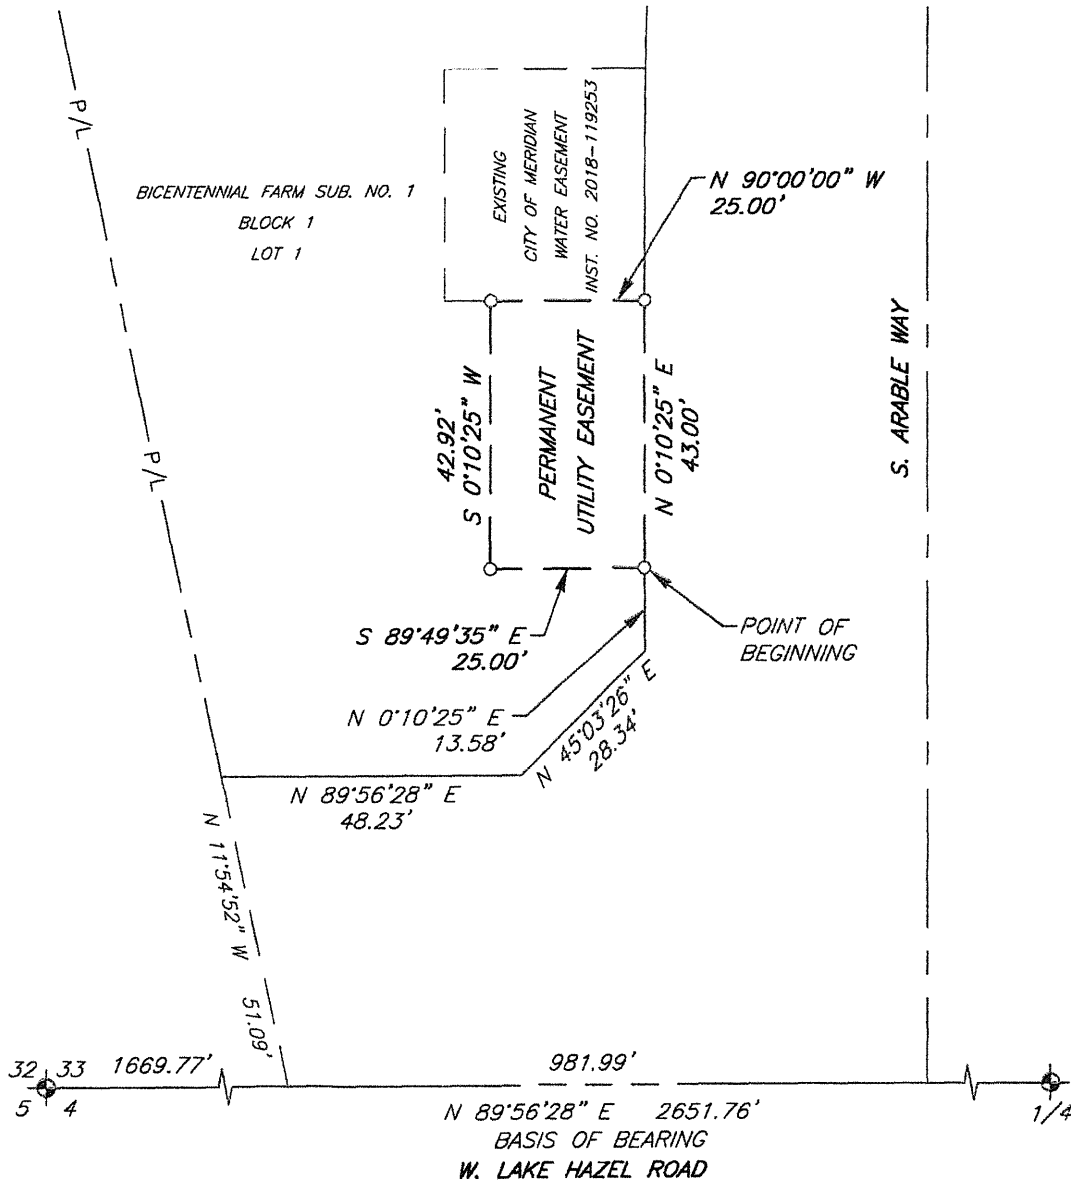 P/L
EXISTING
CITY OF MERIDIAN
WATER EASEMENT
INST. NO. 2018-119253
BICENTENNIAL FARM SUB. NO. 1
BLOCK 1
LOT 1
N 90°00'00" W
25.00'
S. ARABLE WAY
P/L
42.92'
S 0°10'25" W
PERMANENT
UTILITY EASEMENT
N 0°10'25" E
43.00'
S 89°49'35" E
25.00'
POINT OF
BEGINNING
N 0°10'25" E
13.58'
N 45°03'26" E
28.34'
N 89°56'28" E
48.23'
N 11°54'52" W 51.09'
32 33
5 4
1669.77'
981.99'
1/4
N 89°56'28" E 2651.76'
BASIS OF BEARING
W. LAKE HAZEL ROAD